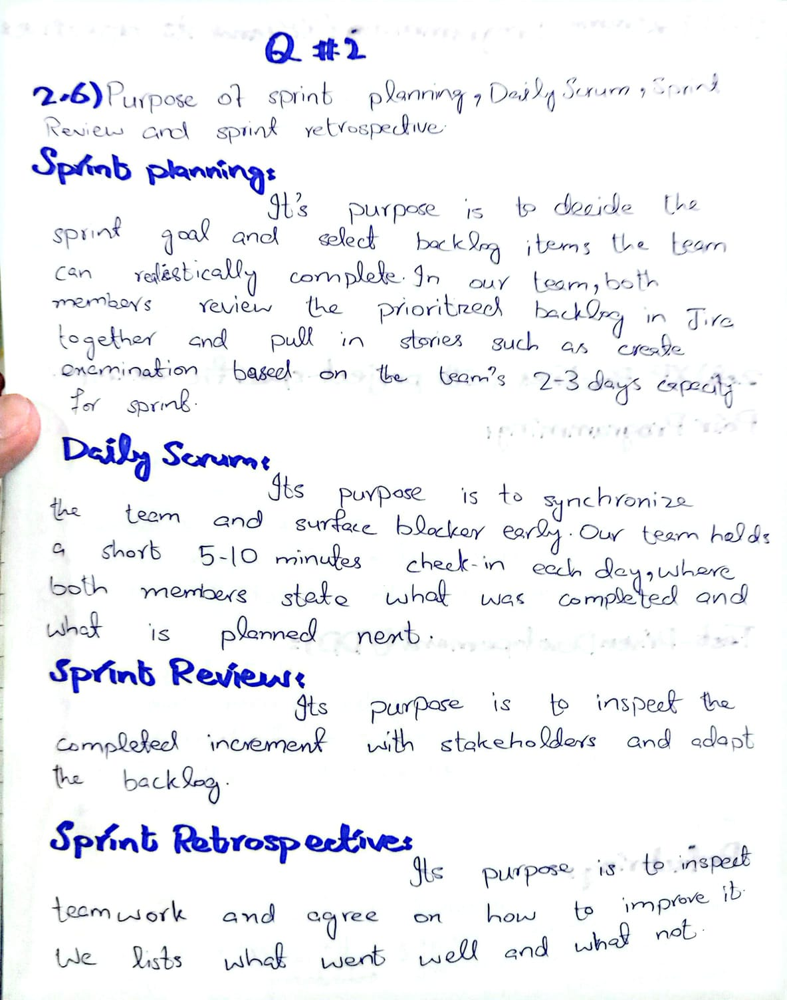 Q #2
2.6) Purpose of sprint planning, Daily Scrum, Sprint
Review and sprint retrospective
Sprint planning:
It's purpose is to decide the
sprint goal and select backlog items the team
can realistically complete. In our team, both
members review the prioritized backlog in Jira
together and pull in stories such as create
examination based on the team's 2-3 days capacity
for sprint.
Daily Scrum:
Its purpose is to synchronize
the team and surface blocker early. Our team holds
a short 5-10 minutes check-in each day, where
both members state what was completed and
what is planned next.
Sprint Review:
Its purpose is to inspect the
completed increment with stakeholders and adapt
the backlog.
Sprint Retrospective:
Its purpose is to inspect
teamwork and agree on how to improve it.
We lists what went well and what not.